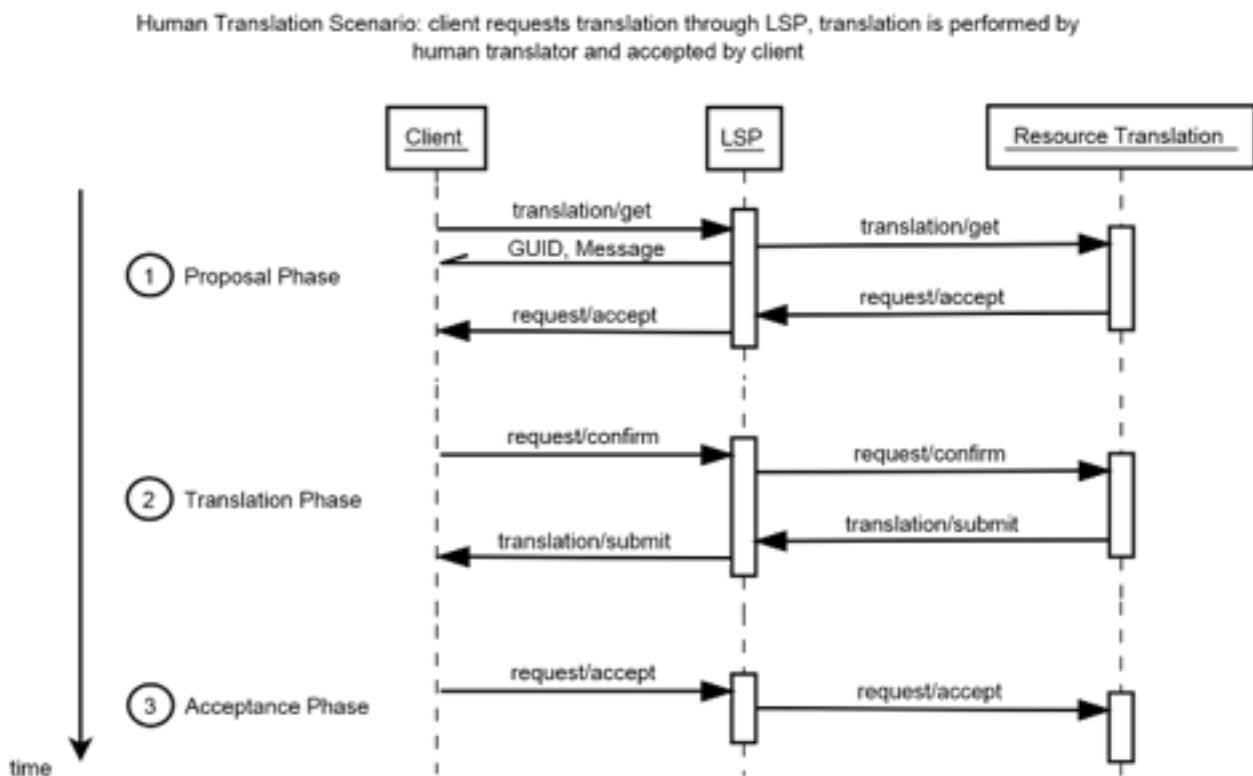 Human Translation Scenario: client requests translation through LSP, translation is performed by
human translator and accepted by client
Client
LSP
Resource Translation
translation/get
translation/get
GUID, Message
1 Proposal Phase
request/accept
request/accept
request/confirm
request/confirm
2 Translation Phase
translation/submit
translation/submit
request/accept
request/accept
3 Acceptance Phase
time